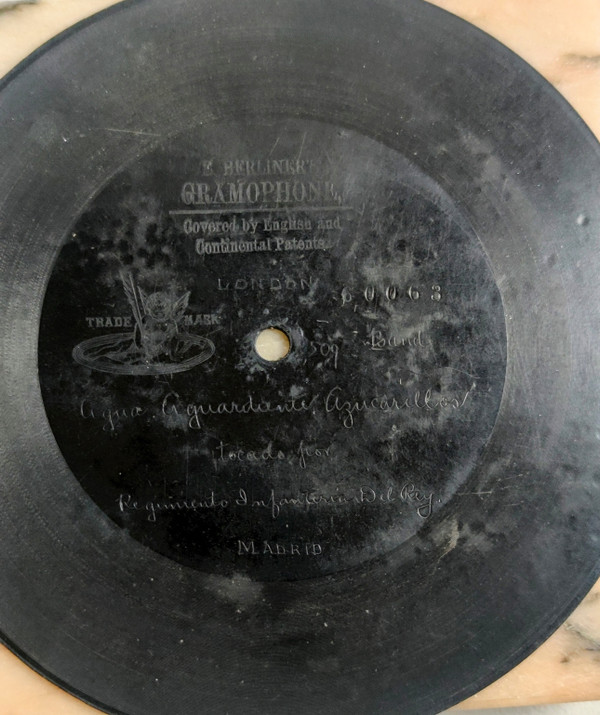 E. BERLINER'S
GRAMOPHONE,
Covered by English and
Continental Patents.
LONDON
60063
TRADE MARK
Band
Agua, Aguardiente, Azucarillos
tocado por
Regimiento Infanteria Del Rey.
MADRID